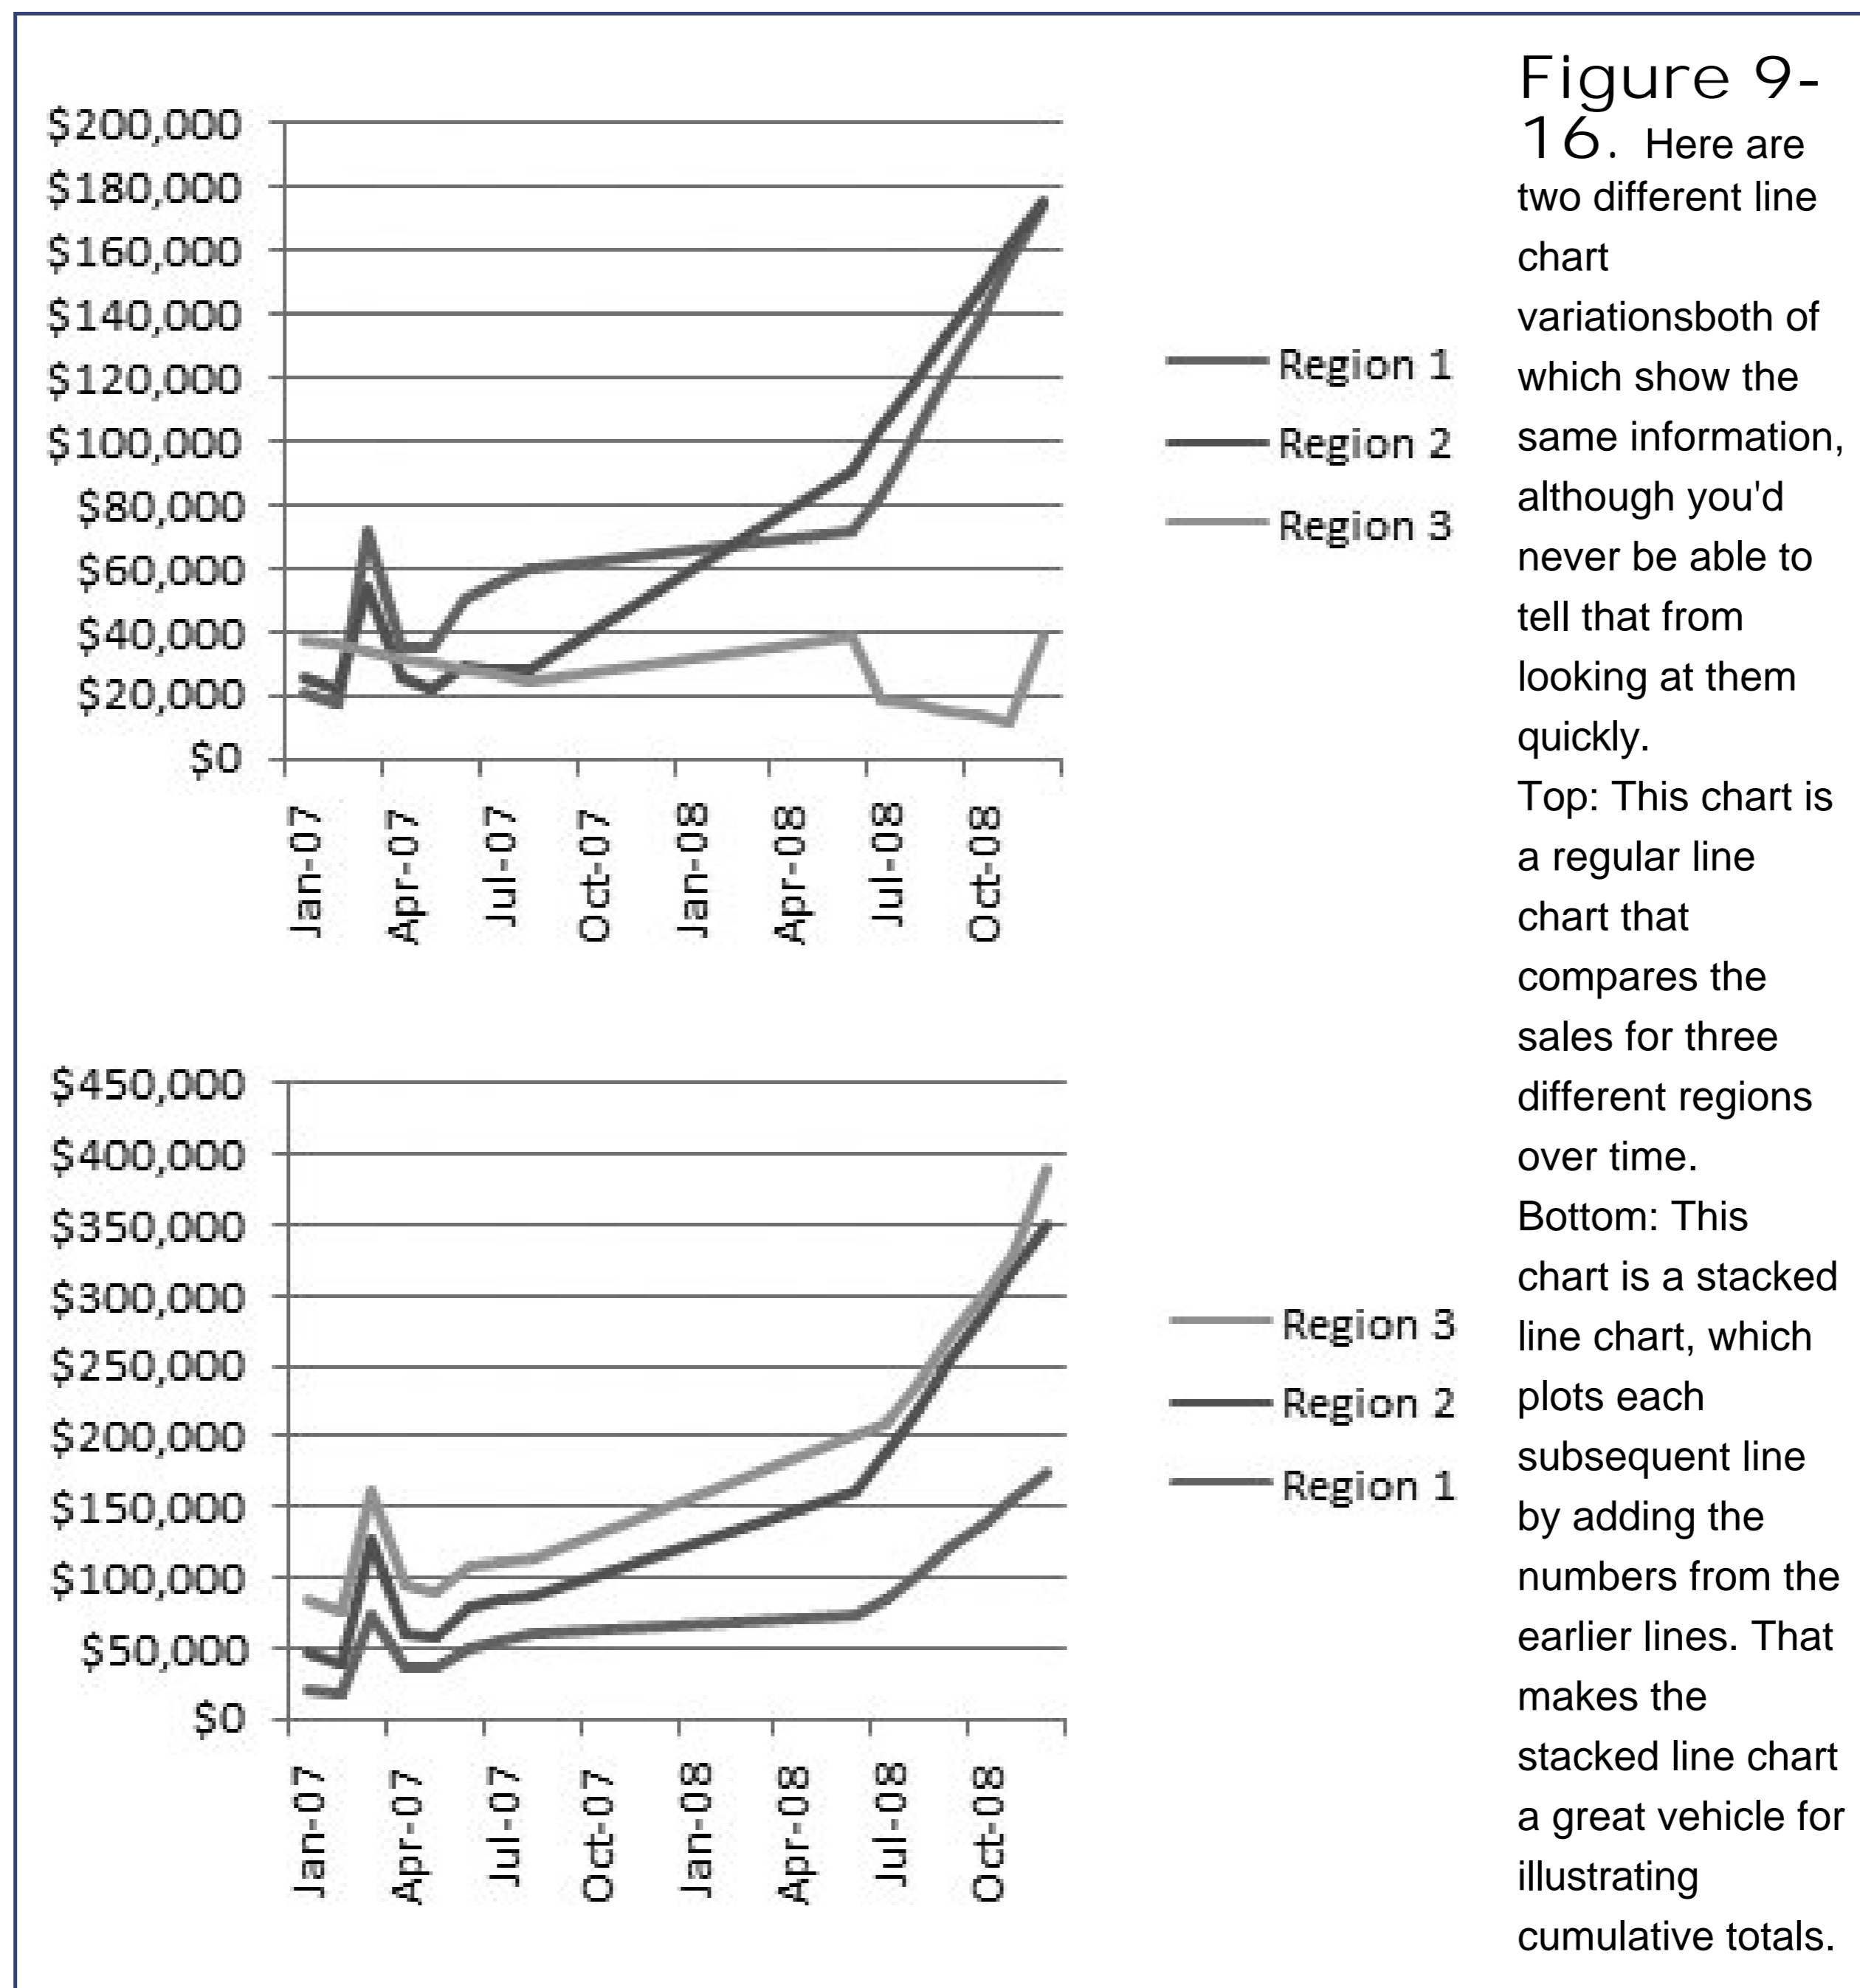 $200,000
$180,000
$160,000
$140,000
$120,000
$100,000
$80,000
$60,000
$40,000
$20,000
$0
Jan-07
Apr-07
Jul-07
Oct-07
Jan-08
Apr-08
Jul-08
Oct-08
Region 1
Region 2
Region 3
$450,000
$400,000
$350,000
$300,000
$250,000
$200,000
$150,000
$100,000
$50,000
$0
Jan-07
Apr-07
Jul-07
Oct-07
Jan-08
Apr-08
Jul-08
Oct-08
Region 3
Region 2
Region 1
Figure 9-
16. Here are
two different line
chart
variationsboth of
which show the
same information,
although you'd
never be able to
tell that from
looking at them
quickly.
Top: This chart is
a regular line
chart that
compares the
sales for three
different regions
over time.
Bottom: This
chart is a stacked
line chart, which
plots each
subsequent line
by adding the
numbers from the
earlier lines. That
makes the
stacked line chart
a great vehicle for
illustrating
cumulative totals.